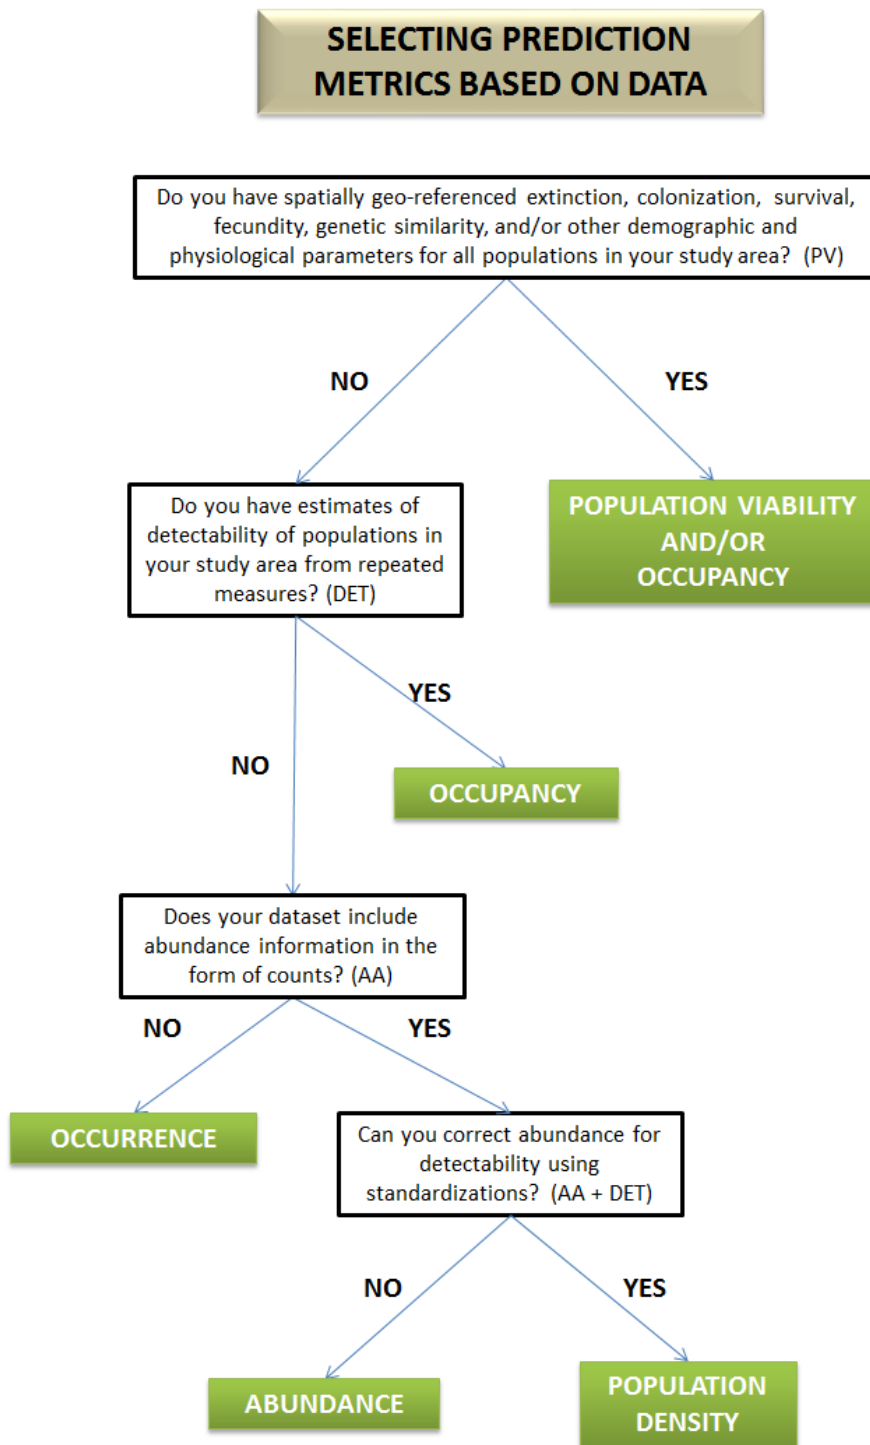 SELECTING PREDICTION
METRICS BASED ON DATA
Do you have spatially geo-referenced extinction, colonization, survival,
fecundity, genetic similarity, and/or other demographic and
physiological parameters for all populations in your study area? (PV)
NO
YES
Do you have estimates of
detectability of populations in
your study area from repeated
measures? (DET)
POPULATION VIABILITY
AND/OR
OCCUPANCY
YES
NO
OCCUPANCY
Does your dataset include
abundance information in the
form of counts? (AA)
NO
YES
OCCURRENCE
Can you correct abundance for
detectability using
standardizations? (AA + DET)
NO
YES
ABUNDANCE
POPULATION
DENSITY